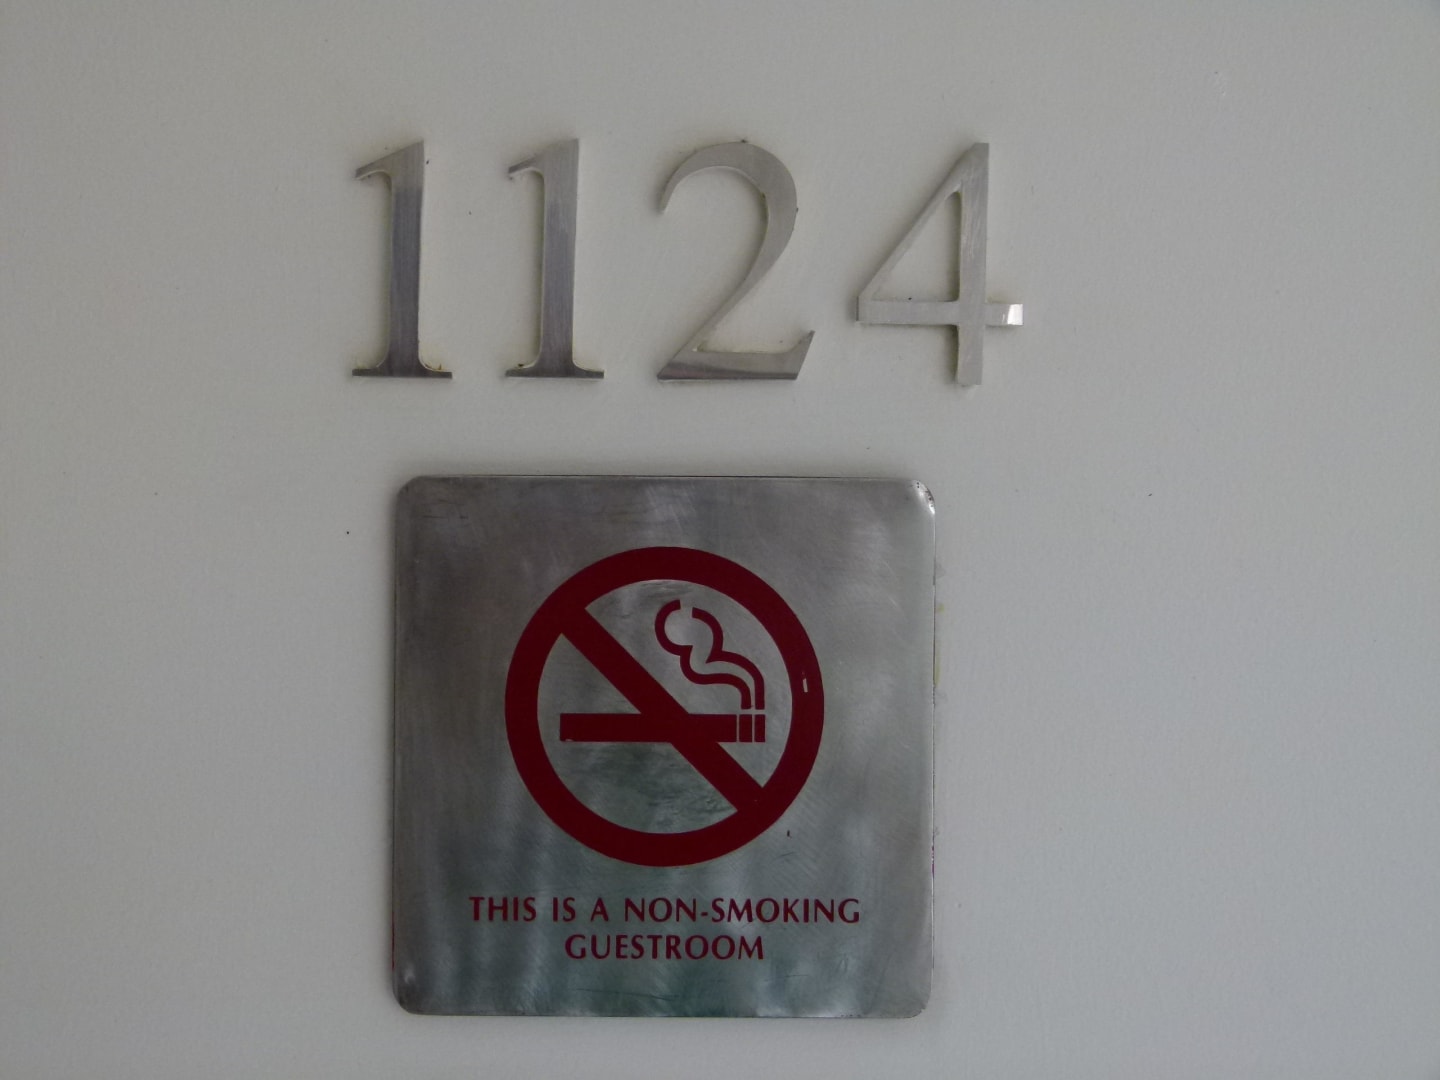 1124
THIS IS A NON-SMOKING
GUESTROOM